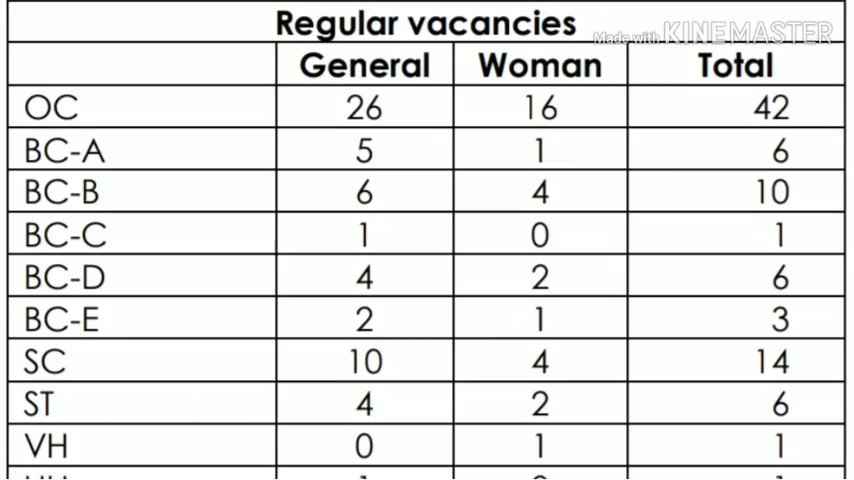 Regular vacancies
Made with KINEMASTER
General Woman Total
OC 26 16 42
BC-A 5 1 6
BC-B 6 4 10
BC-C 1 0 1
BC-D 4 2 6
BC-E 2 1 3
SC 10 4 14
ST 4 2 6
VH 0 1 1